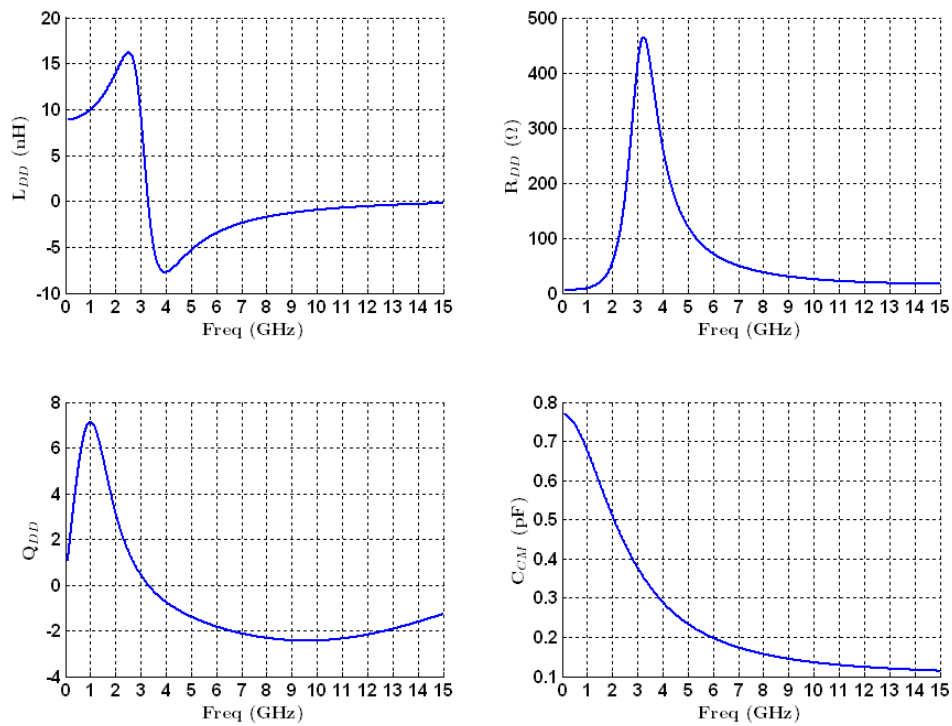 20
15
10
5
0
-5
-10
L_DD (nH)
0 1 2 3 4 5 6 7 8 9 10 11 12 13 14 15
Freq (GHz)
500
400
300
200
100
0
R_DD (Ω)
0 1 2 3 4 5 6 7 8 9 10 11 12 13 14 15
Freq (GHz)
8
6
4
2
0
-2
-4
Q_DD
0 1 2 3 4 5 6 7 8 9 10 11 12 13 14 15
Freq (GHz)
0.8
0.7
0.6
0.5
0.4
0.3
0.2
0.1
C_CM (pF)
0 1 2 3 4 5 6 7 8 9 10 11 12 13 14 15
Freq (GHz)